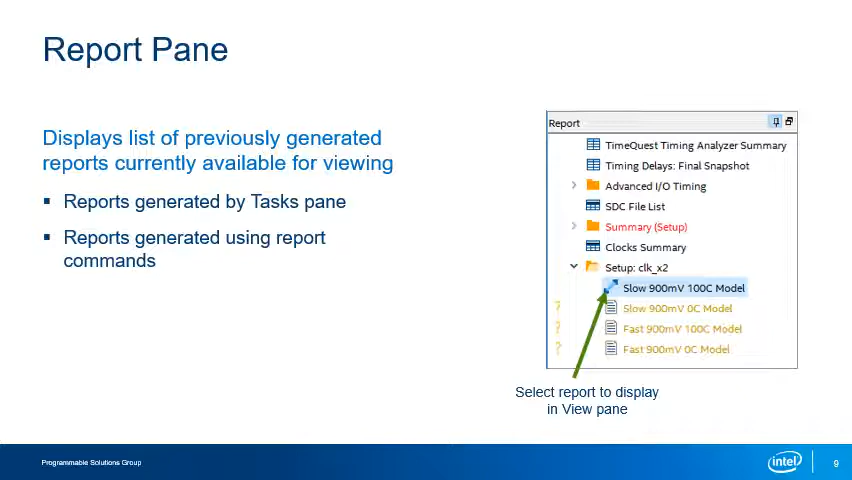 Report Pane
Displays list of previously generated
reports currently available for viewing
▪ Reports generated by Tasks pane
▪ Reports generated using report
commands
Report
TimeQuest Timing Analyzer Summary
Timing Delays: Final Snapshot
Advanced I/O Timing
SDC File List
Summary (Setup)
Clocks Summary
Setup: clk_x2
Slow 900mV 100C Model
? Slow 900mV 0C Model
? Fast 900mV 100C Model
? Fast 900mV 0C Model
Select report to display
in View pane
Programmable Solutions Group
intel
9